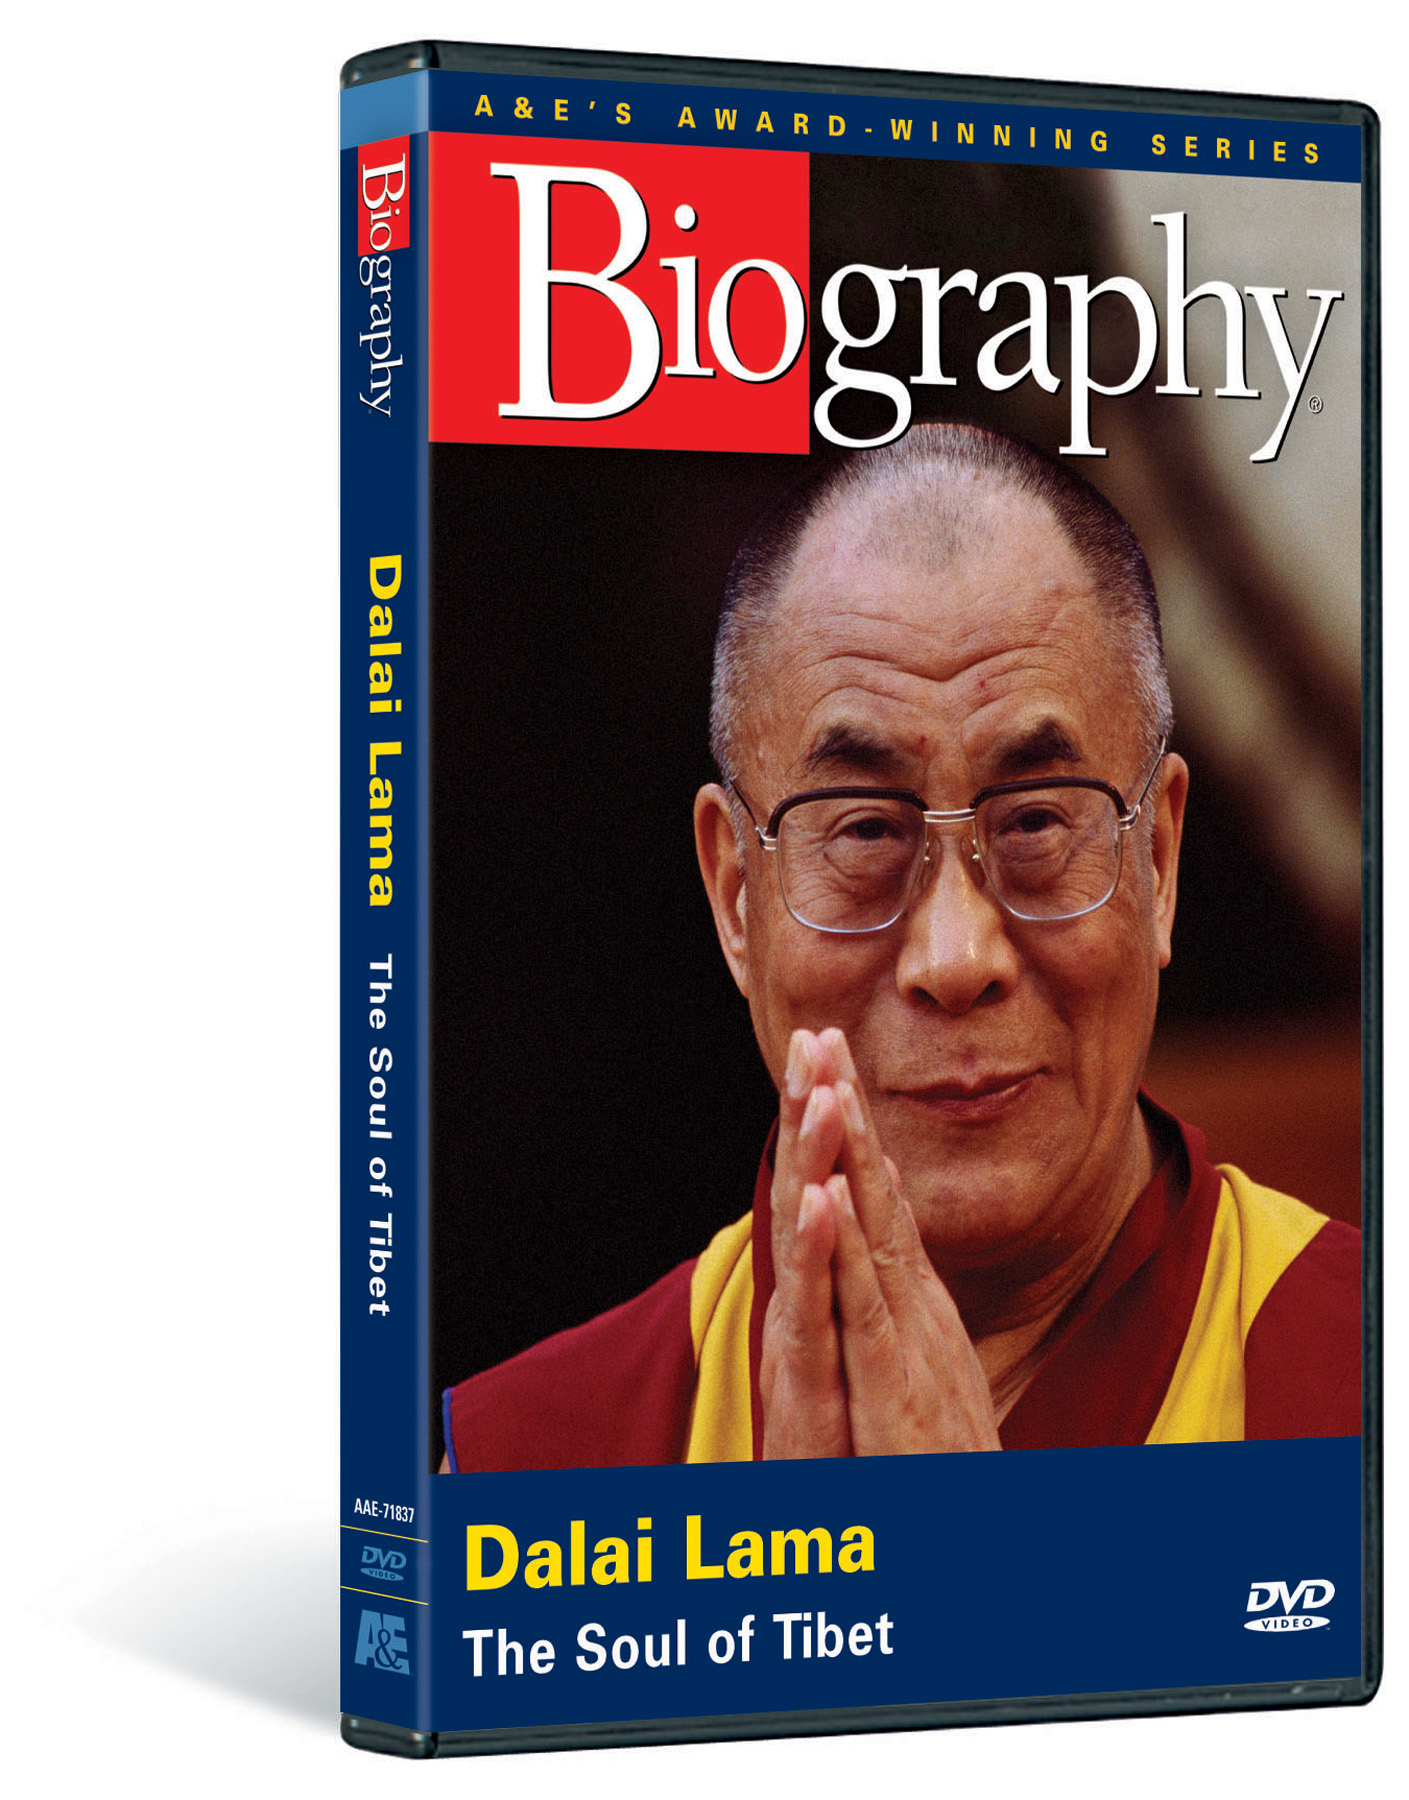 A&E'S AWARD-WINNING SERIES
Biography®
Dalai Lama
The Soul of Tibet
DVD
VIDEO
Biography
Dalai Lama The Soul of Tibet
AAE-71837
DVD
VIDEO
A&E